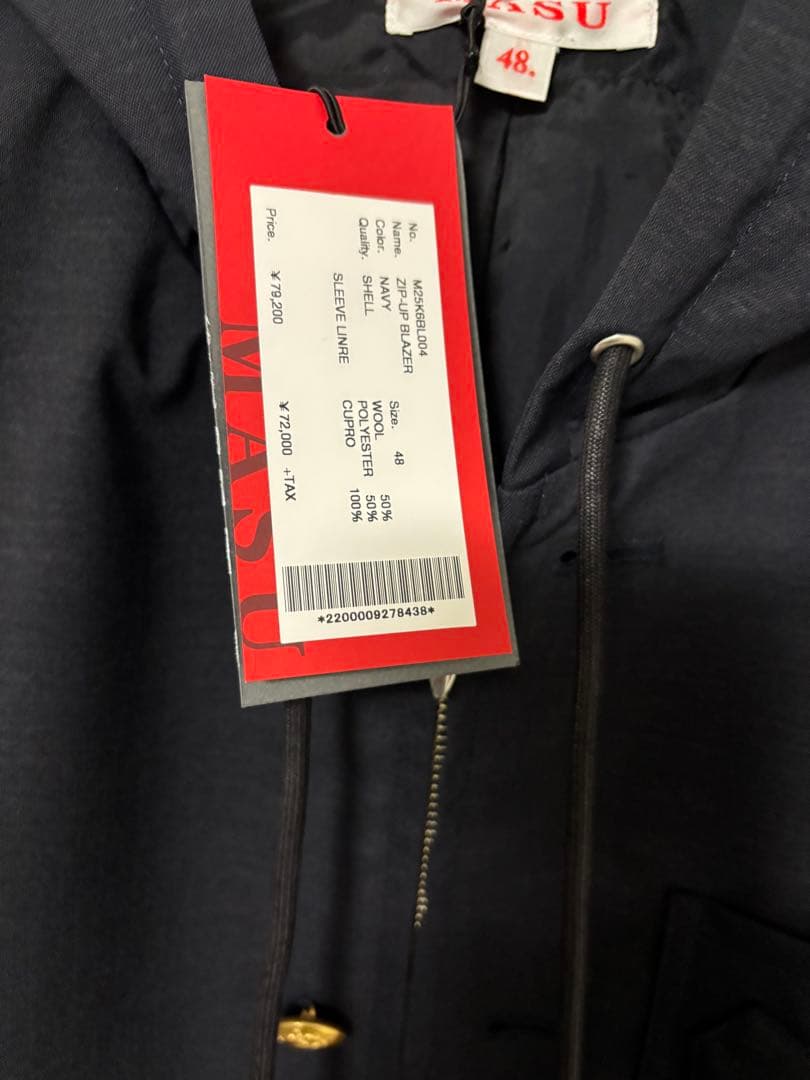 MASU
48.
No. M25K6BL004
Name. ZIP-UP BLAZER Size. 48
Color. NAVY
Quality. SHELL WOOL 50%
POLYESTER 50%
SLEEVE LINRE CUPRO 100%
Price. ¥79,200 ¥72,000 +TAX
*2200009278438*
MASU